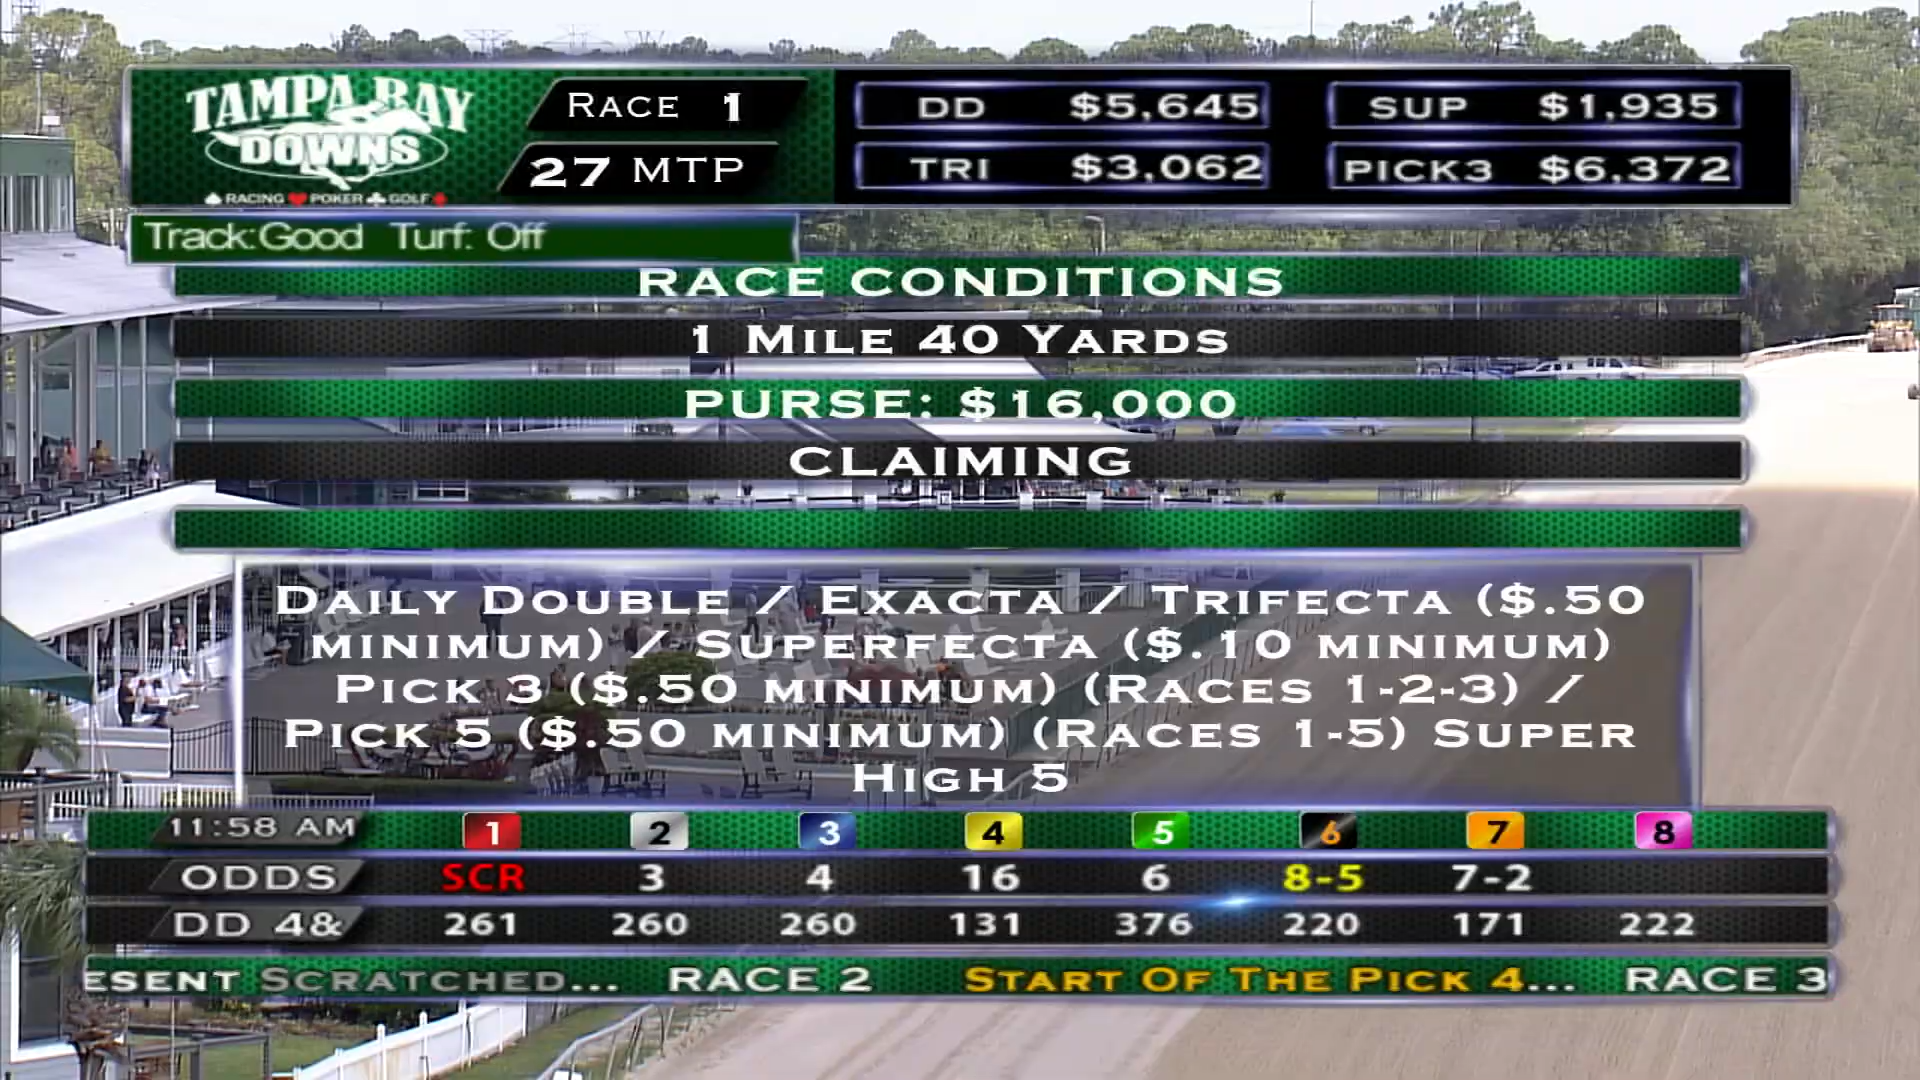 TAMPA BAY
DOWNS
RACING POKER GOLF
RACE 1
27 MTP
DD $5,645
SUP $1,935
TRI $3,062
PICK3 $6,372
Track:Good Turf: Off
RACE CONDITIONS
1 MILE 40 YARDS
PURSE: $16,000
CLAIMING
DAILY DOUBLE / EXACTA / TRIFECTA ($.50
MINIMUM) / SUPERFECTA ($.10 MINIMUM)
PICK 3 ($.50 MINIMUM) (RACES 1-2-3) /
PICK 5 ($.50 MINIMUM) (RACES 1-5) SUPER
HIGH 5
11:58 AM 1 2 3 4 5 6 7 8
ODDS SCR 3 4 16 6 8-5 7-2
DD 4& 261 260 260 131 376 220 171 222
ESENT SCRATCHED... RACE 2 START OF THE PICK 4... RACE 3